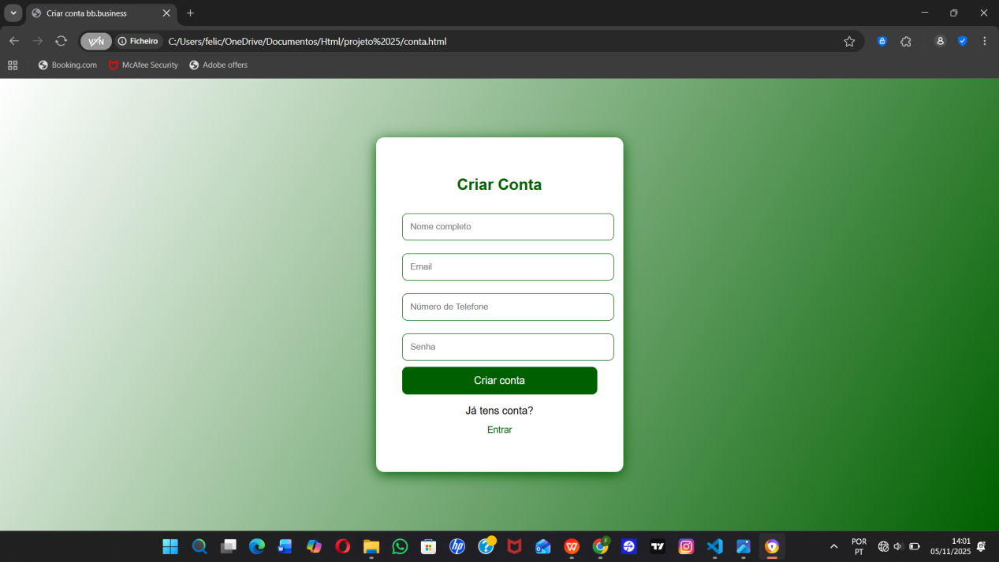 Criar conta bb.business
VPN
Ficheiro
C:/Users/felic/OneDrive/Documentos/Html/projeto%2025/conta.html
Booking.com
McAfee Security
Adobe offers
Criar Conta
Nome completo
Email
Número de Telefone
Senha
Criar conta
Já tens conta?
Entrar
POR
PT
14:01
05/11/2025